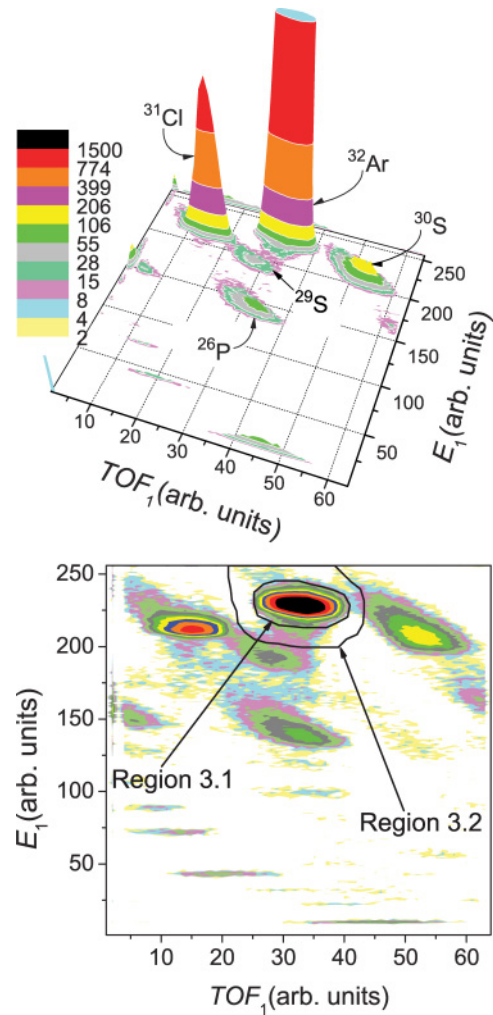 ³¹Cl
³²Ar
1500
774
399
206
106
55
28
15
8
4
2
³⁰S
²⁹S
²⁶P
250
200
150
100
50
E₁(arb. units)
10
20
30
40
50
60
TOF₁(arb. units)
250
200
150
100
50
E₁(arb. units)
Region 3.1
Region 3.2
10 20 30 40 50 60
TOF₁(arb. units)